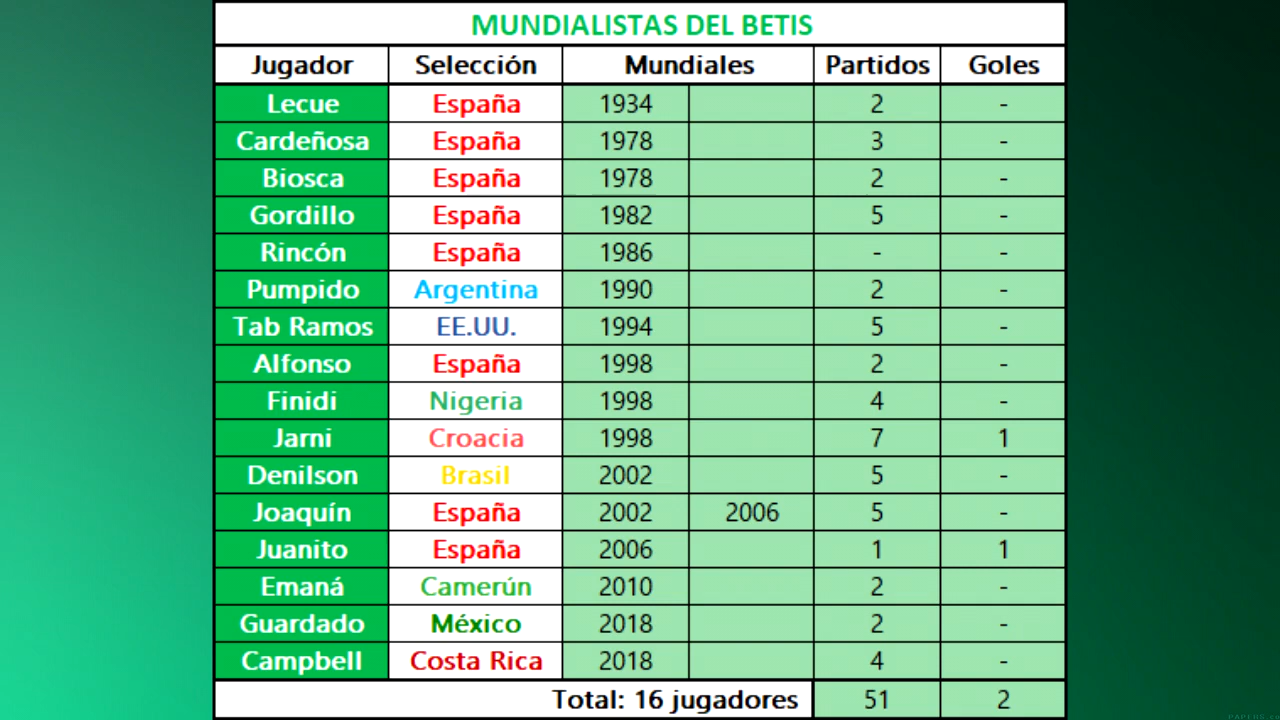 MUNDIALISTAS DEL BETIS
Jugador Selección Mundiales Partidos Goles
Lecue España 1934 2 -
Cardeñosa España 1978 3 -
Biosca España 1978 2 -
Gordillo España 1982 5 -
Rincón España 1986 - -
Pumpido Argentina 1990 2 -
Tab Ramos EE.UU. 1994 5 -
Alfonso España 1998 2 -
Finidi Nigeria 1998 4 -
Jarni Croacia 1998 7 1
Denilson Brasil 2002 5 -
Joaquín España 2002 2006 5 -
Juanito España 2006 1 1
Emaná Camerún 2010 2 -
Guardado México 2018 2 -
Campbell Costa Rica 2018 4 -
Total: 16 jugadores 51 2